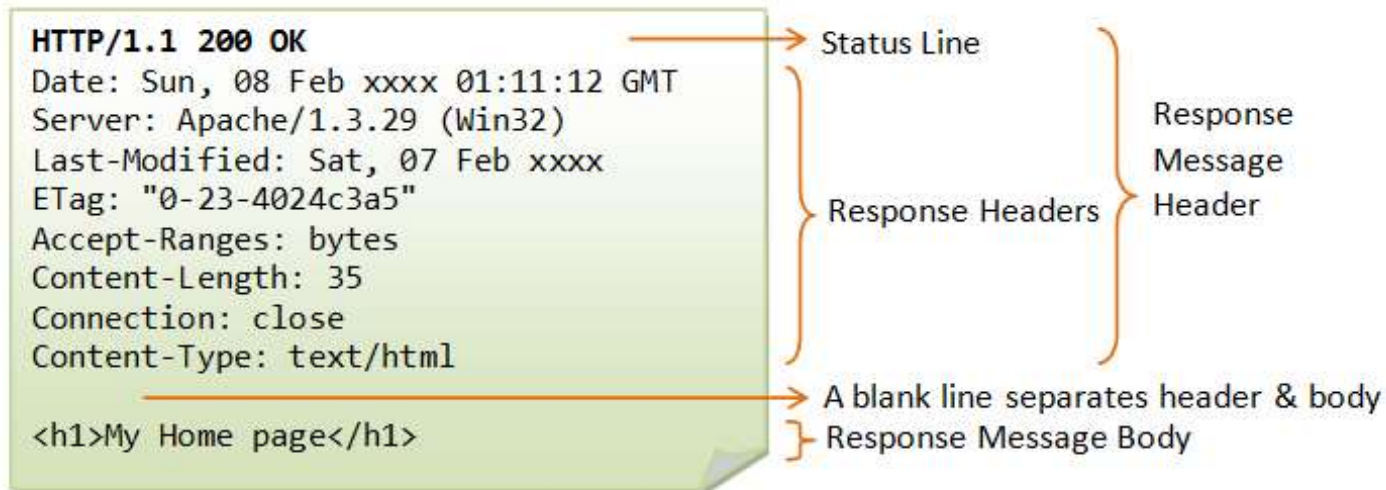 HTTP/1.1 200 OK
Date: Sun, 08 Feb xxxx 01:11:12 GMT
Server: Apache/1.3.29 (Win32)
Last-Modified: Sat, 07 Feb xxxx
ETag: "0-23-4024c3a5"
Accept-Ranges: bytes
Content-Length: 35
Connection: close
Content-Type: text/html
<h1>My Home page</h1>
Status Line
Response Headers
Response
Message
Header
A blank line separates header & body
Response Message Body